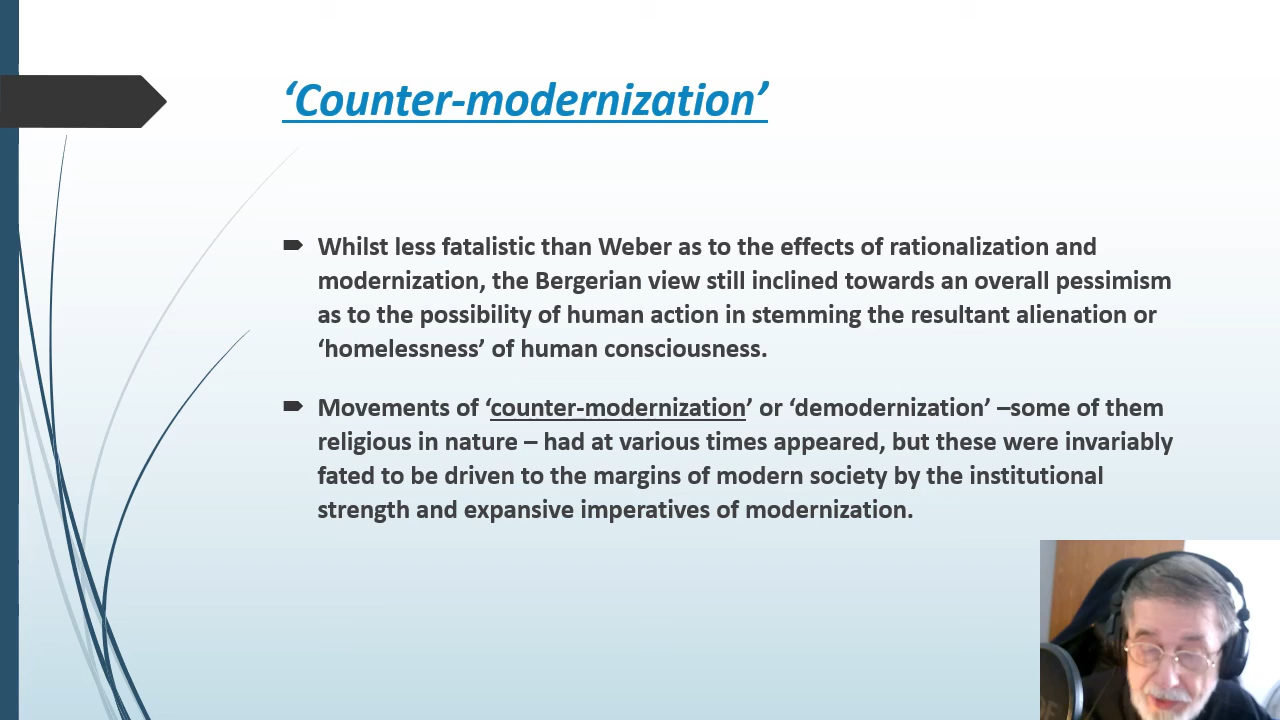 ‘Counter-modernization’
Whilst less fatalistic than Weber as to the effects of rationalization and
modernization, the Bergerian view still inclined towards an overall pessimism
as to the possibility of human action in stemming the resultant alienation or
‘homelessness’ of human consciousness.
Movements of ‘counter-modernization’ or ‘demodernization’ –some of them
religious in nature – had at various times appeared, but these were invariably
fated to be driven to the margins of modern society by the institutional
strength and expansive imperatives of modernization.